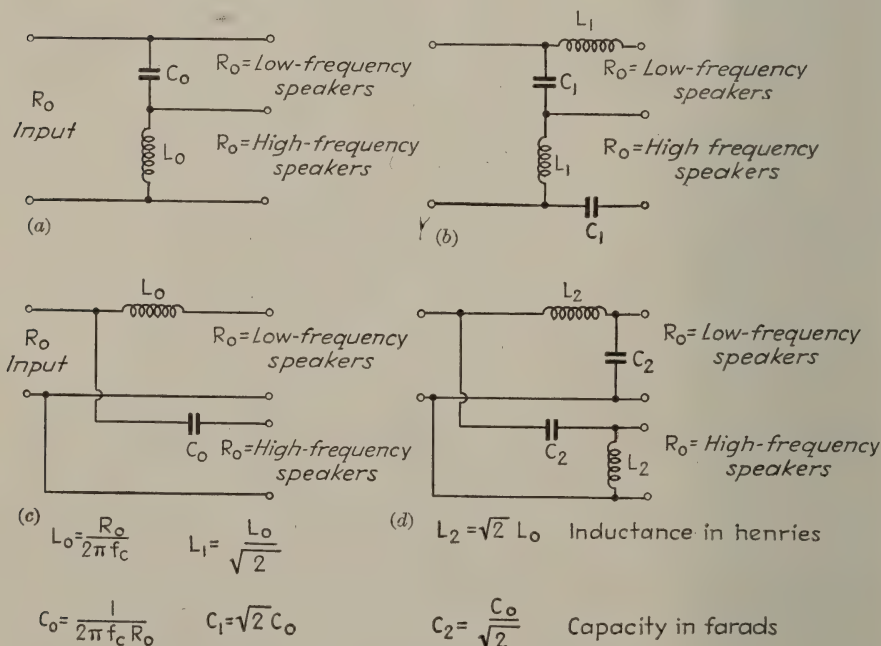 L₁
C₀ R₀=Low-frequency
speakers
R₀
Input
L₀ R₀=High-frequency
speakers
(a)
C₁ R₀=Low-frequency
speakers
L₁ R₀=High frequency
speakers
C₁
(b)
L₀
R₀
Input
R₀=Low-frequency
speakers
C₀ R₀=High-frequency
speakers
(c)
L₂
C₂ R₀=Low-frequency
speakers
C₂
L₂ R₀=High-frequency
speakers
(d)
L₀=R₀/2πf_c L₁=L₀/√2 L₂=√2 L₀ Inductance in henries
C₀=1/2πf_cR₀ C₁=√2C₀ C₂=C₀/√2 Capacity in farads